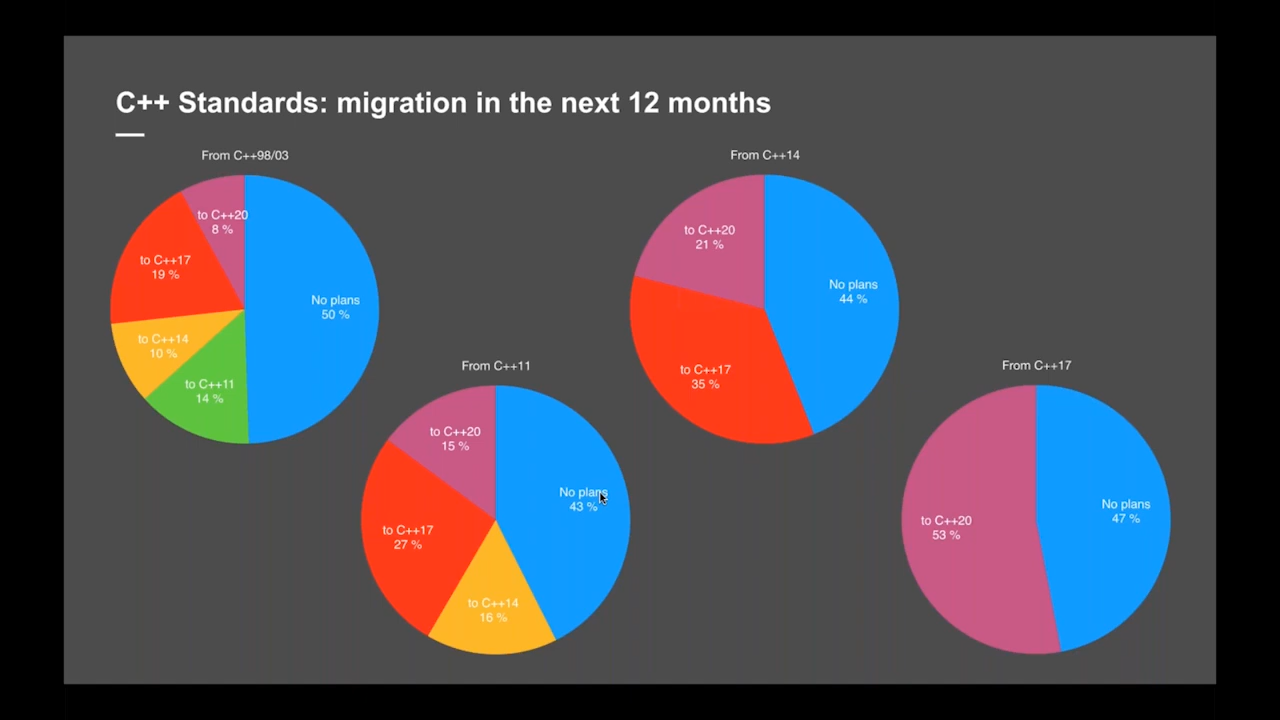 C++ Standards: migration in the next 12 months
From C++98/03
to C++20
8 %
to C++17
19 %
No plans
50 %
to C++14
10 %
to C++11
14 %
From C++11
to C++20
15 %
No plans
43 %
to C++17
27 %
to C++14
16 %
From C++14
to C++20
21 %
No plans
44 %
to C++17
35 %
From C++17
No plans
47 %
to C++20
53 %